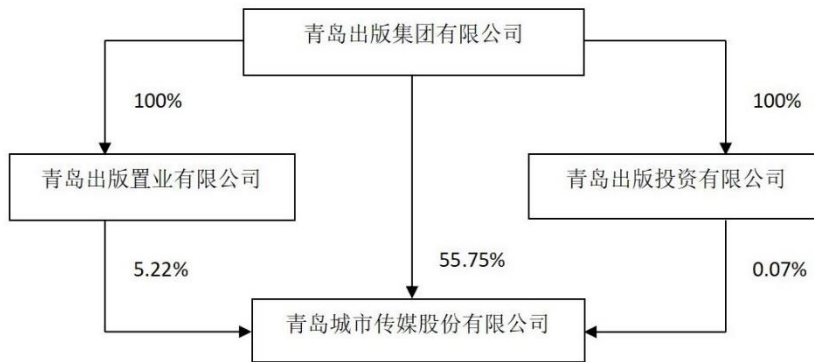 青岛出版集团有限公司
100%
100%
青岛出版置业有限公司
青岛出版投资有限公司
5.22%
55.75%
0.07%
青岛城市传媒股份有限公司